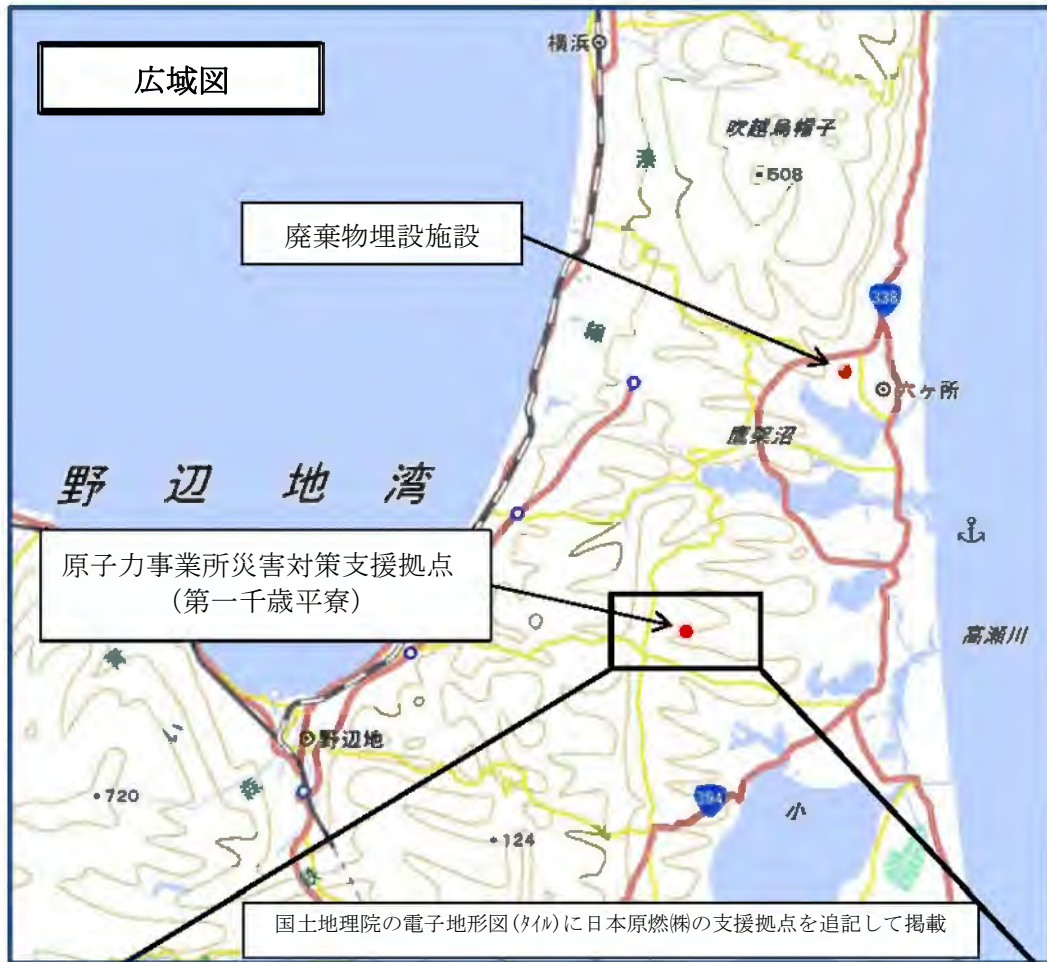 横浜
広域図
吹越烏帽子
508
廃棄物埋設施設
338
六ヶ所
鷹架沼
野辺地湾
原子力事業所災害対策支援拠点
(第一千歳平寮)
高瀬川
野辺地
720
394
小
124
国土地理院の電子地形図(ﾀｲﾙ)に日本原燃㈱の支援拠点を追記して掲載